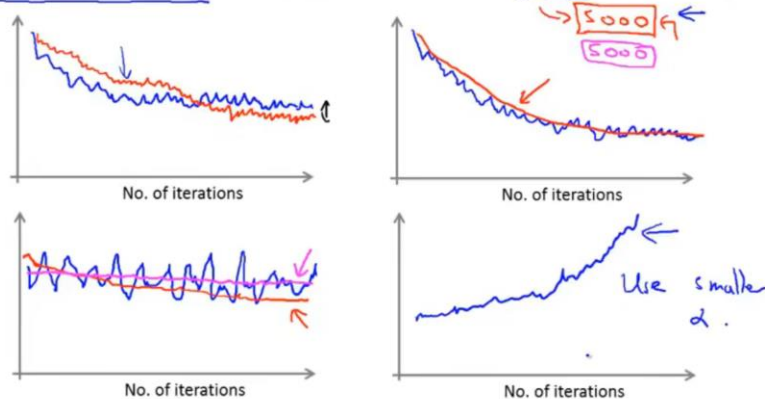 5000
5000
No. of iterations
No. of iterations
Use smaller
α.
No. of iterations
No. of iterations